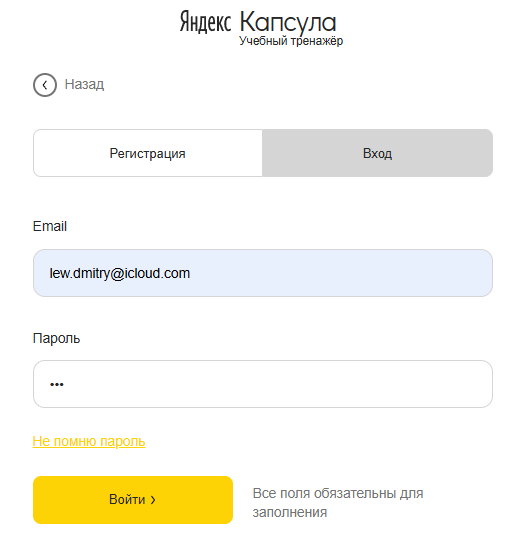 Яндекс Капсула
Учебный тренажёр
Назад
Регистрация
Вход
Email
lew.dmitry@icloud.com
Пароль
•••
Не помню пароль
Войти ›
Все поля обязательны для
заполнения